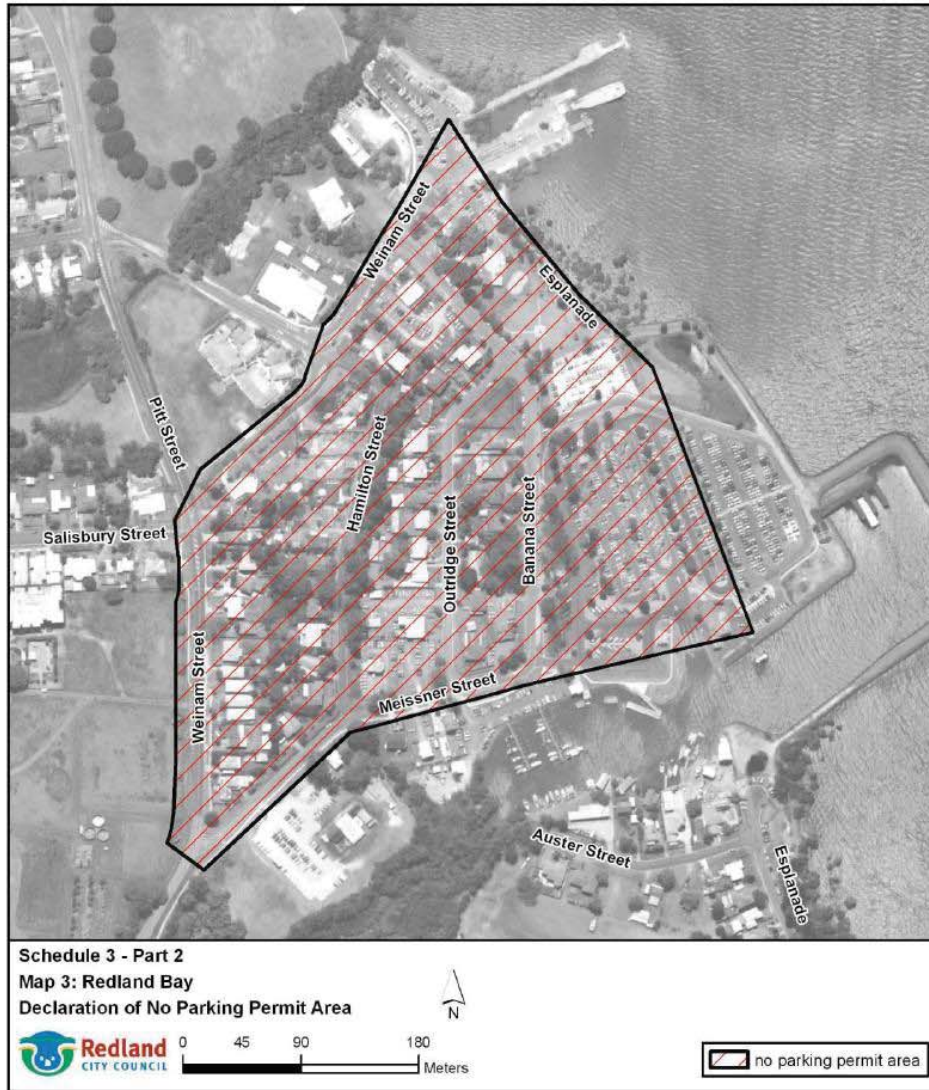 Weinam Street
Esplanade
Pitt Street
Hamilton Street
Salisbury Street
Outridge Street
Banana Street
Weinam Street
Meissner Street
Auster Street
Esplanade
Schedule 3 - Part 2
Map 3: Redland Bay
Declaration of No Parking Permit Area
N
Redland
CITY COUNCIL
0 45 90 180
Meters
no parking permit area